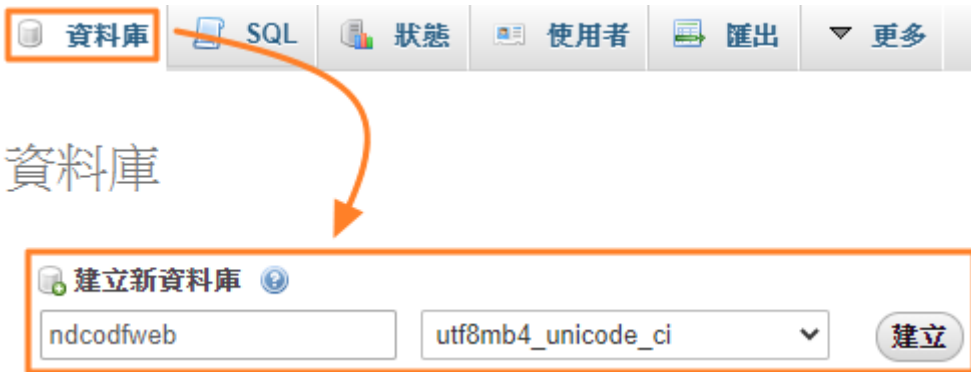 資料庫 SQL 狀態 使用者 匯出 更多
資料庫
建立新資料庫
ndcodfweb utf8mb4_unicode_ci 建立